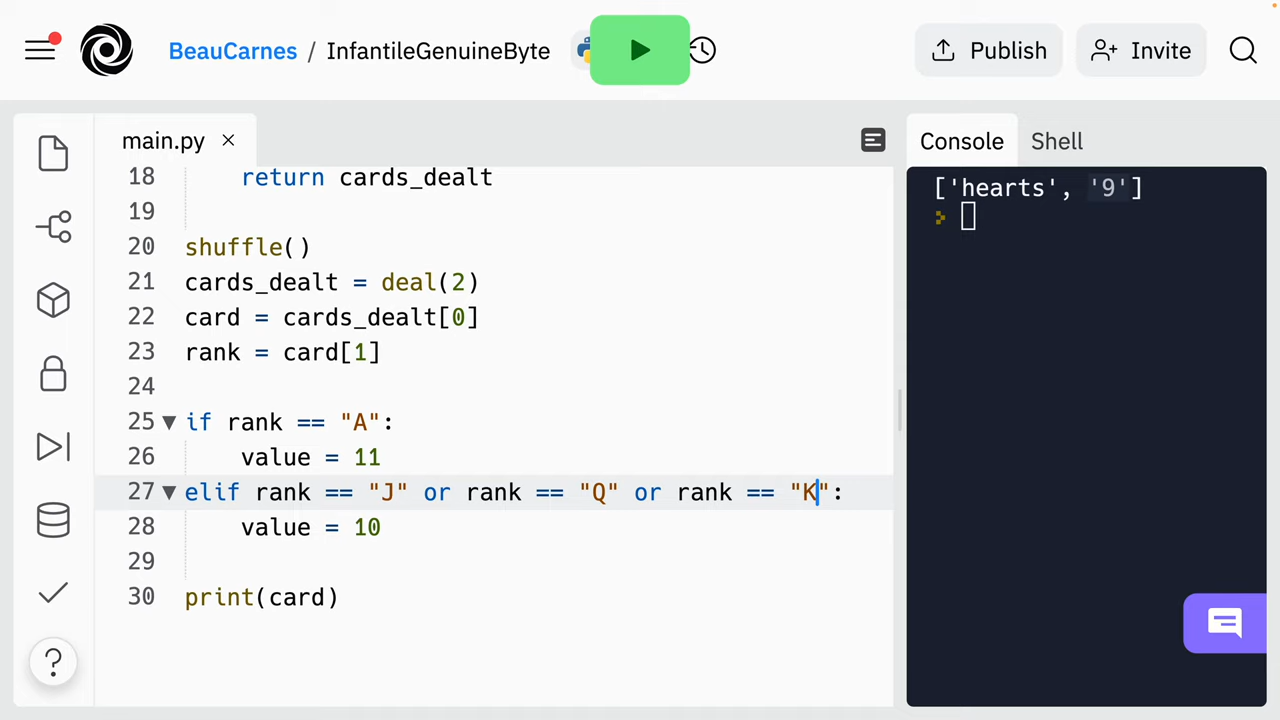 BeauCarnes / InfantileGenuineByte
Publish
Invite
main.py ×
Console
Shell
18 return cards_dealt
19
20 shuffle()
21 cards_dealt = deal(2)
22 card = cards_dealt[0]
23 rank = card[1]
24
25 if rank == "A":
26 value = 11
27 elif rank == "J" or rank == "Q" or rank == "K":
28 value = 10
29
30 print(card)
['hearts', '9']
?